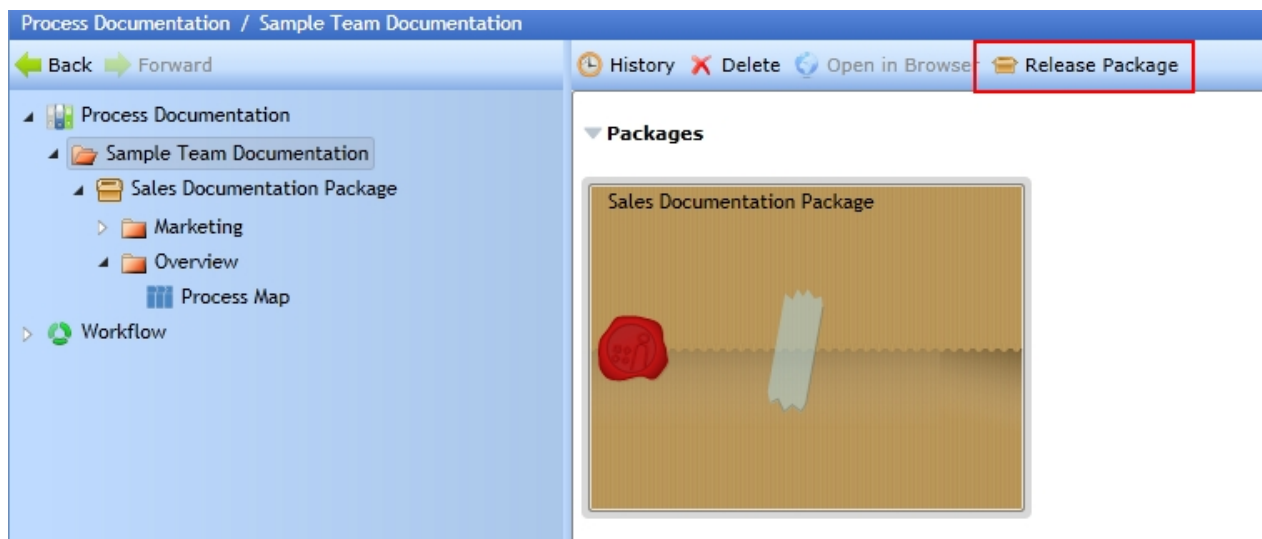 Process Documentation / Sample Team Documentation
Back Forward
History Delete Open in Browser Release Package
Process Documentation
Sample Team Documentation
Sales Documentation Package
Marketing
Overview
Process Map
Workflow
Packages
Sales Documentation Package